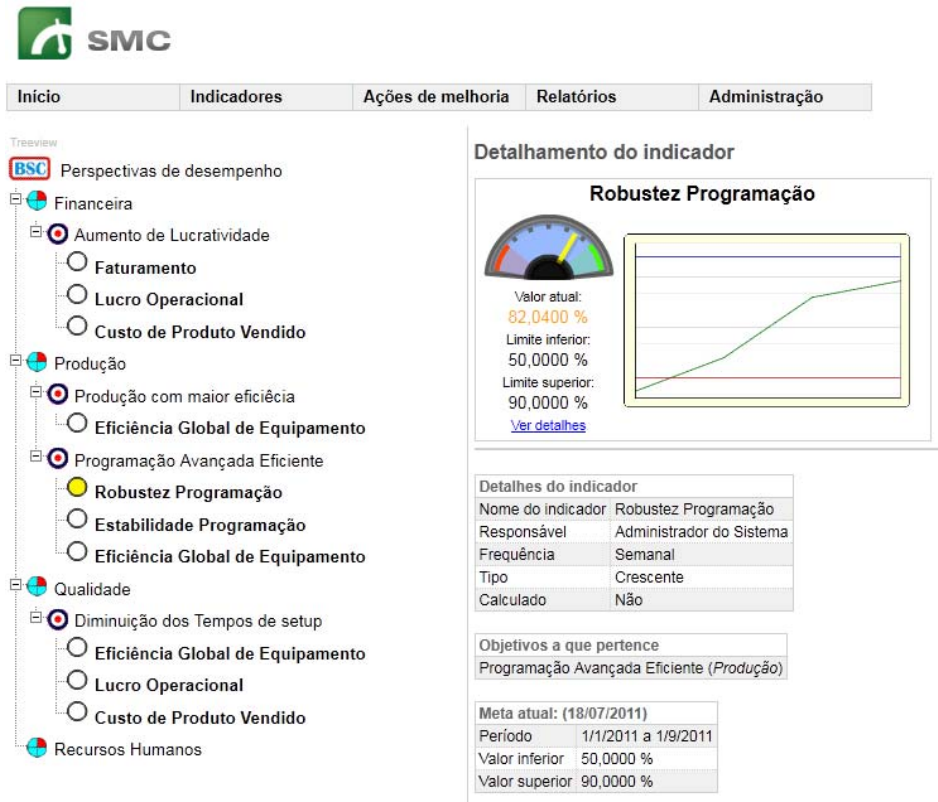 SMC
Início Indicadores Ações de melhoria Relatórios Administração
Treeview
BSC Perspectivas de desempenho
Financeira
Aumento de Lucratividade
Faturamento
Lucro Operacional
Custo de Produto Vendido
Produção
Produção com maior eficiêcia
Eficiência Global de Equipamento
Programação Avançada Eficiente
Robustez Programação
Estabilidade Programação
Eficiência Global de Equipamento
Qualidade
Diminuição dos Tempos de setup
Eficiência Global de Equipamento
Lucro Operacional
Custo de Produto Vendido
Recursos Humanos
Detalhamento do indicador
Robustez Programação
Valor atual:
82,0400 %
Limite inferior:
50,0000 %
Limite superior:
90,0000 %
Ver detalhes
Detalhes do indicador
Nome do indicador Robustez Programação
Responsável Administrador do Sistema
Frequência Semanal
Tipo Crescente
Calculado Não
Objetivos a que pertence
Programação Avançada Eficiente (Produção)
Meta atual: (18/07/2011)
Período 1/1/2011 a 1/9/2011
Valor inferior 50,0000 %
Valor superior 90,0000 %